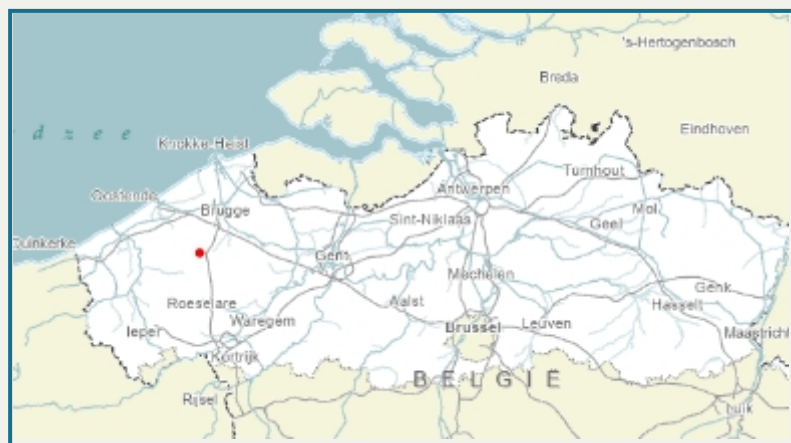 's-Hertogenbosch
Breda
dzee
Eindhoven
Knokke-Heist
Turnhout
Antwerpen
Oostende
Mol
Brugge
Sint-Niklaas
Geel
Duinkerke
Gent
Mechelen
Genk
Roeselare
Aalst
Hasselt
Ieper
Waregem
Brussel
Leuven
Maastricht
Kortrijk
BELGIË
Rijsel
Luik